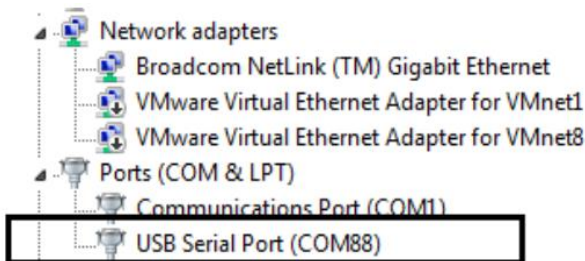 Network adapters
Broadcom NetLink (TM) Gigabit Ethernet
VMware Virtual Ethernet Adapter for VMnet1
VMware Virtual Ethernet Adapter for VMnet8
Ports (COM & LPT)
Communications Port (COM1)
USB Serial Port (COM88)